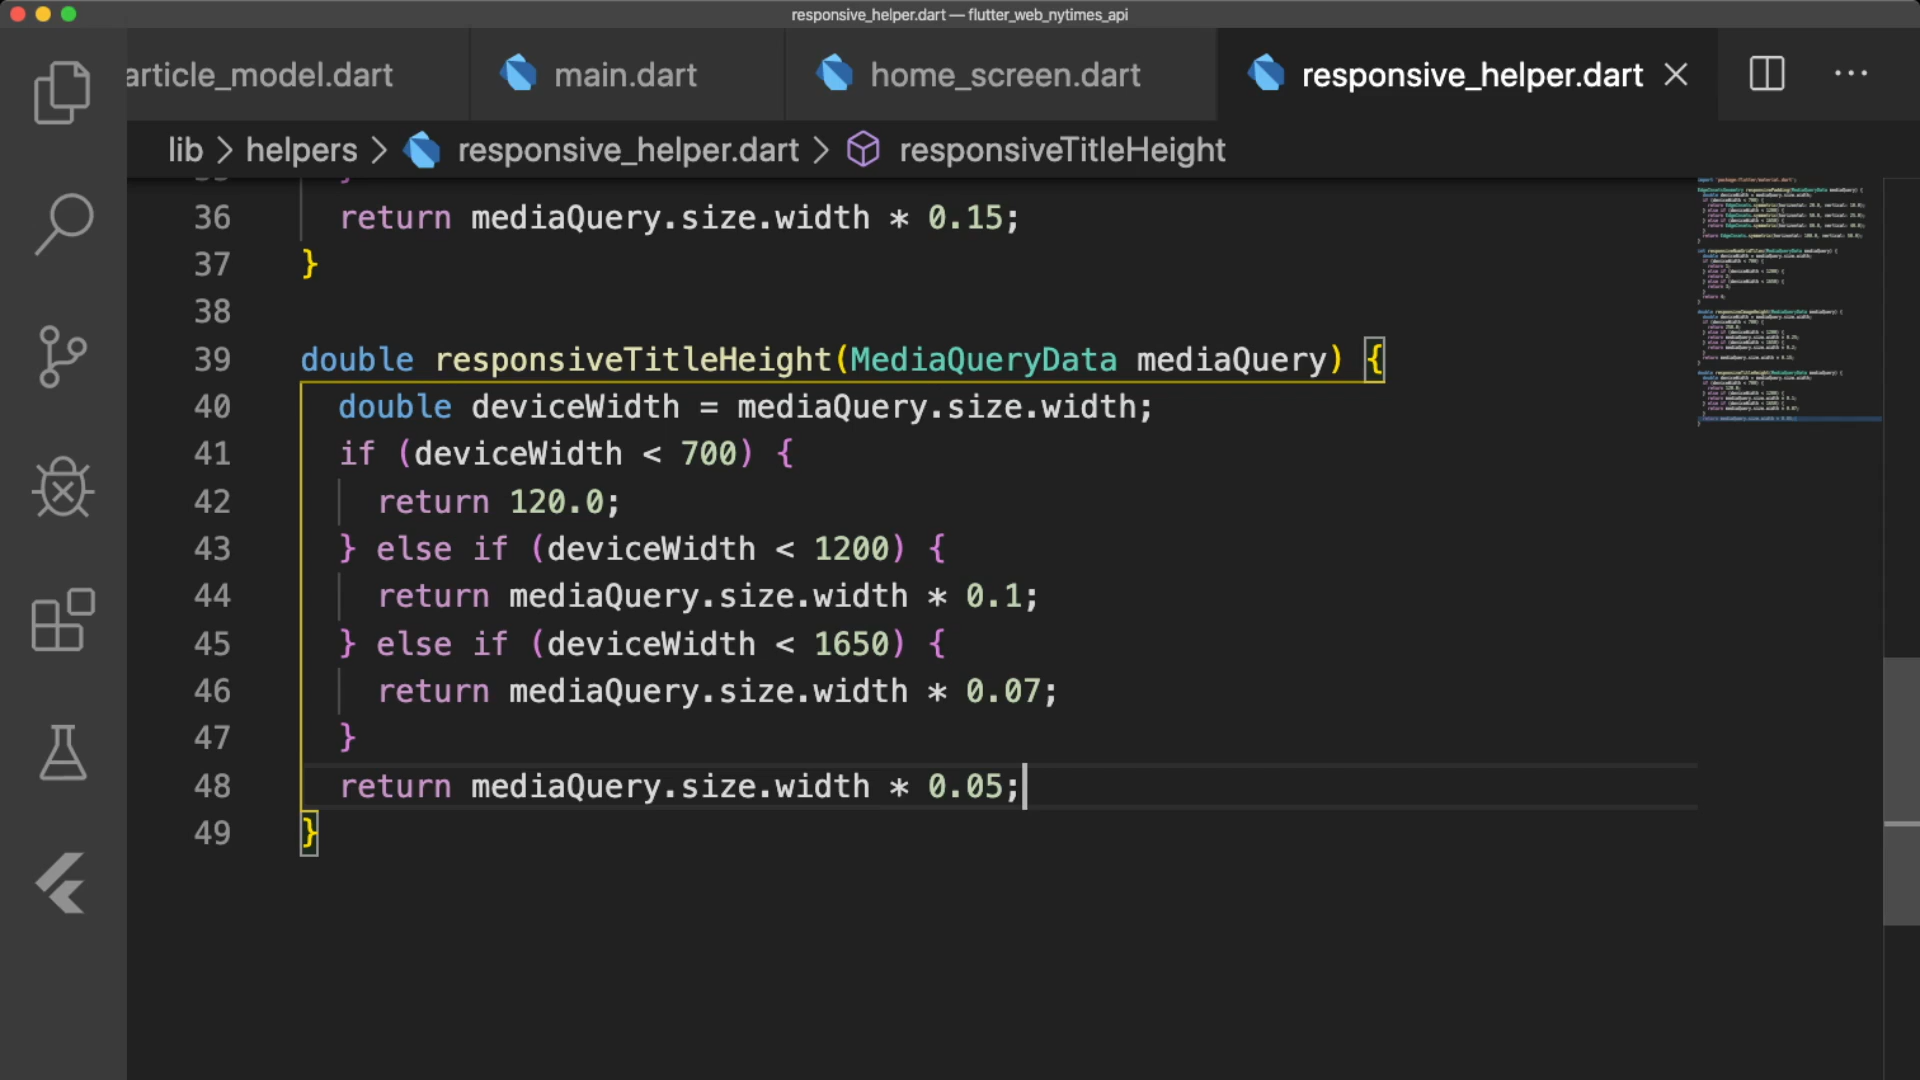 responsive_helper.dart — flutter_web_nytimes_api
article_model.dart main.dart home_screen.dart responsive_helper.dart
lib > helpers > responsive_helper.dart > responsiveTitleHeight
36 return mediaQuery.size.width * 0.15;
37 }
38
39 double responsiveTitleHeight(MediaQueryData mediaQuery) {
40 double deviceWidth = mediaQuery.size.width;
41 if (deviceWidth < 700) {
42 return 120.0;
43 } else if (deviceWidth < 1200) {
44 return mediaQuery.size.width * 0.1;
45 } else if (deviceWidth < 1650) {
46 return mediaQuery.size.width * 0.07;
47 }
48 return mediaQuery.size.width * 0.05;
49 }